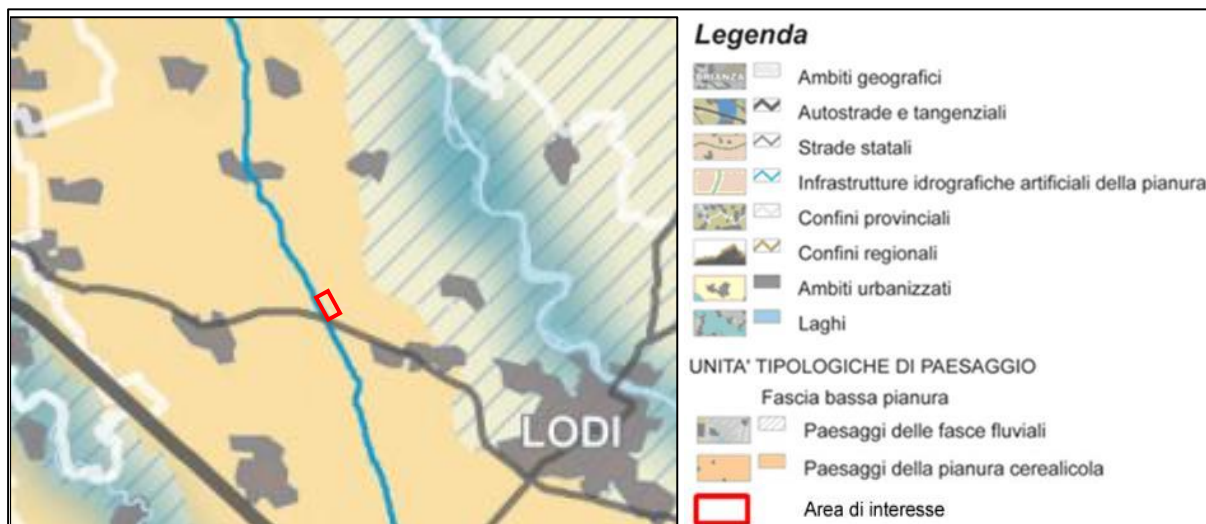 LODI
Legenda
BRIANZA
Ambiti geografici
Autostrade e tangenziali
Strade statali
Infrastrutture idrografiche artificiali della pianura
Confini provinciali
Confini regionali
Ambiti urbanizzati
Laghi
UNITA' TIPOLOGICHE DI PAESAGGIO
Fascia bassa pianura
Paesaggi delle fasce fluviali
Paesaggi della pianura cerealicola
Area di interesse